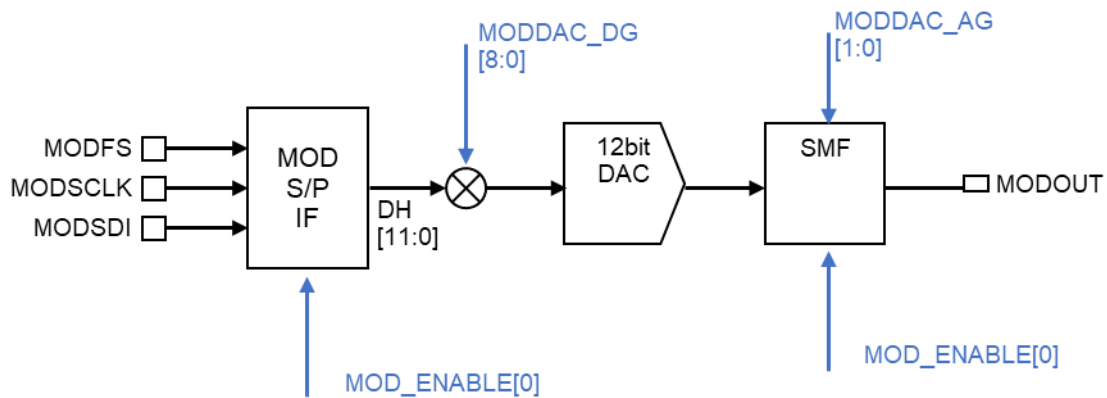 MODDAC_DG
[8:0]
MODDAC_AG
[1:0]
MODFS
MODSCLK
MODSDI
MOD
S/P
IF
DH
[11:0]
12bit
DAC
SMF
MODOUT
MOD_ENABLE[0]
MOD_ENABLE[0]